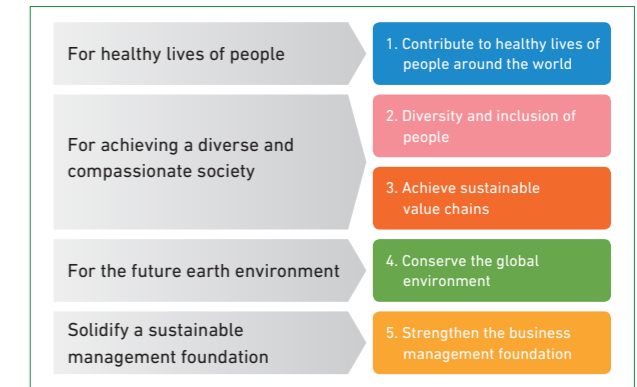 For healthy lives of people
1. Contribute to healthy lives of
people around the world
For achieving a diverse and
compassionate society
2. Diversity and inclusion of
people
3. Achieve sustainable
value chains
For the future earth environment
4. Conserve the global
environment
Solidify a sustainable
management foundation
5. Strengthen the business
management foundation